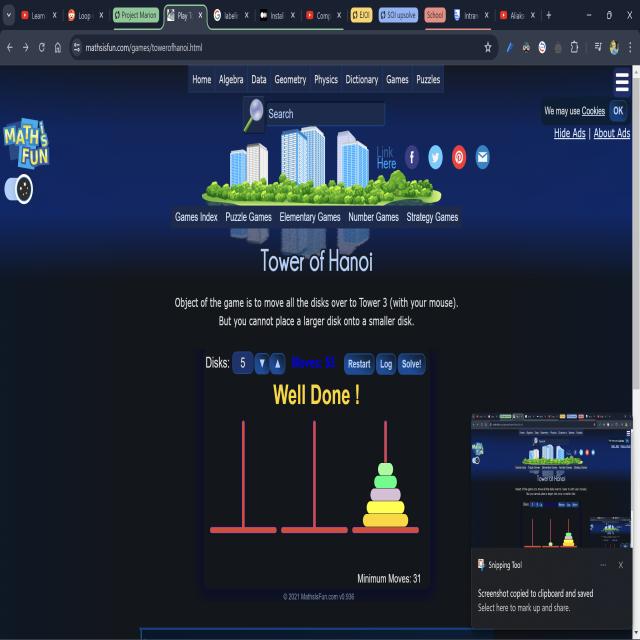 Learn
Loop
Project Marion
Play T
labeli
Instal
Comp
EJOI
SOI upsolve
School
Intran
Aliaks
mathsisfun.com/games/towerofhanoi.html
Home
Algebra
Data
Geometry
Physics
Dictionary
Games
Puzzles
Search
We may use Cookies
OK
Hide Ads | About Ads
MATH'S
FUN
Link
Here
Games Index
Puzzle Games
Elementary Games
Number Games
Strategy Games
Tower of Hanoi
Object of the game is to move all the disks over to Tower 3 (with your mouse).
But you cannot place a larger disk onto a smaller disk.
Disks:
5
Moves:
Restart
Log
Solve!
Well Done !
Minimum Moves: 31
© 2021 MathsIsFun.com v0.936
Snipping Tool
Screenshot copied to clipboard and saved
Select here to mark up and share.